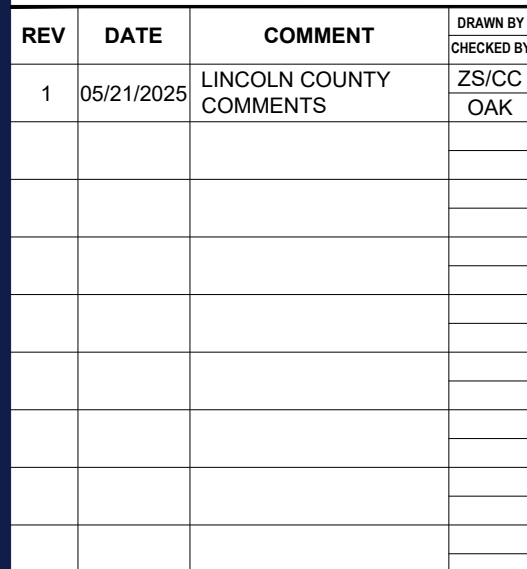 REV DATE COMMENT DRAWN BY
CHECKED BY
1 05/21/2025 LINCOLN COUNTY ZS/CC
COMMENTS OAK